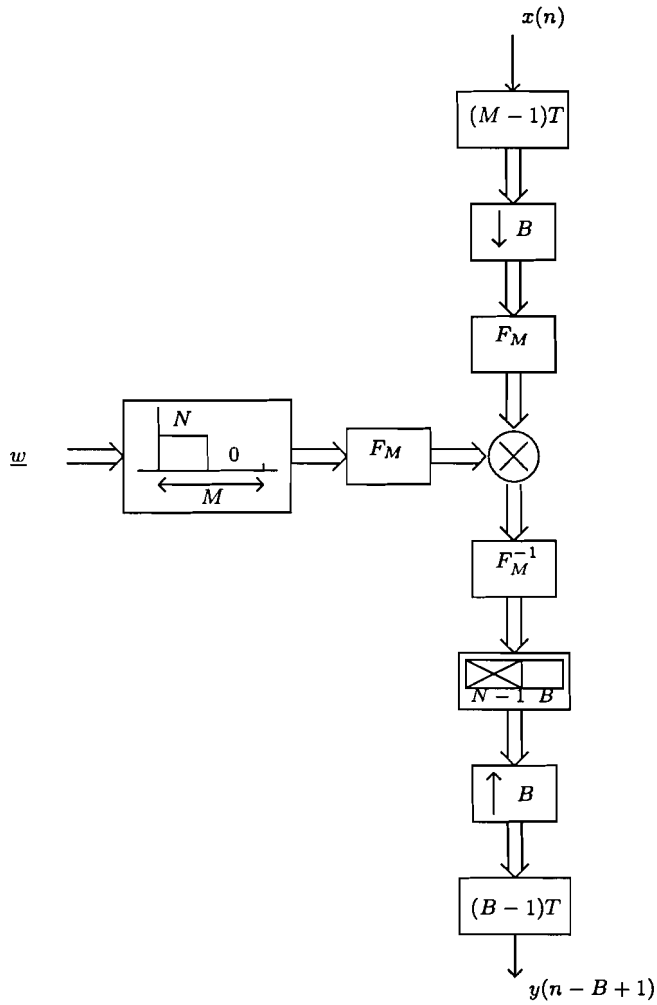 x(n)
(M − 1)T
↓ B
F_M
N
0
M
w
F_M
F_M^{-1}
N − 1 B
↑ B
(B − 1)T
y(n − B + 1)